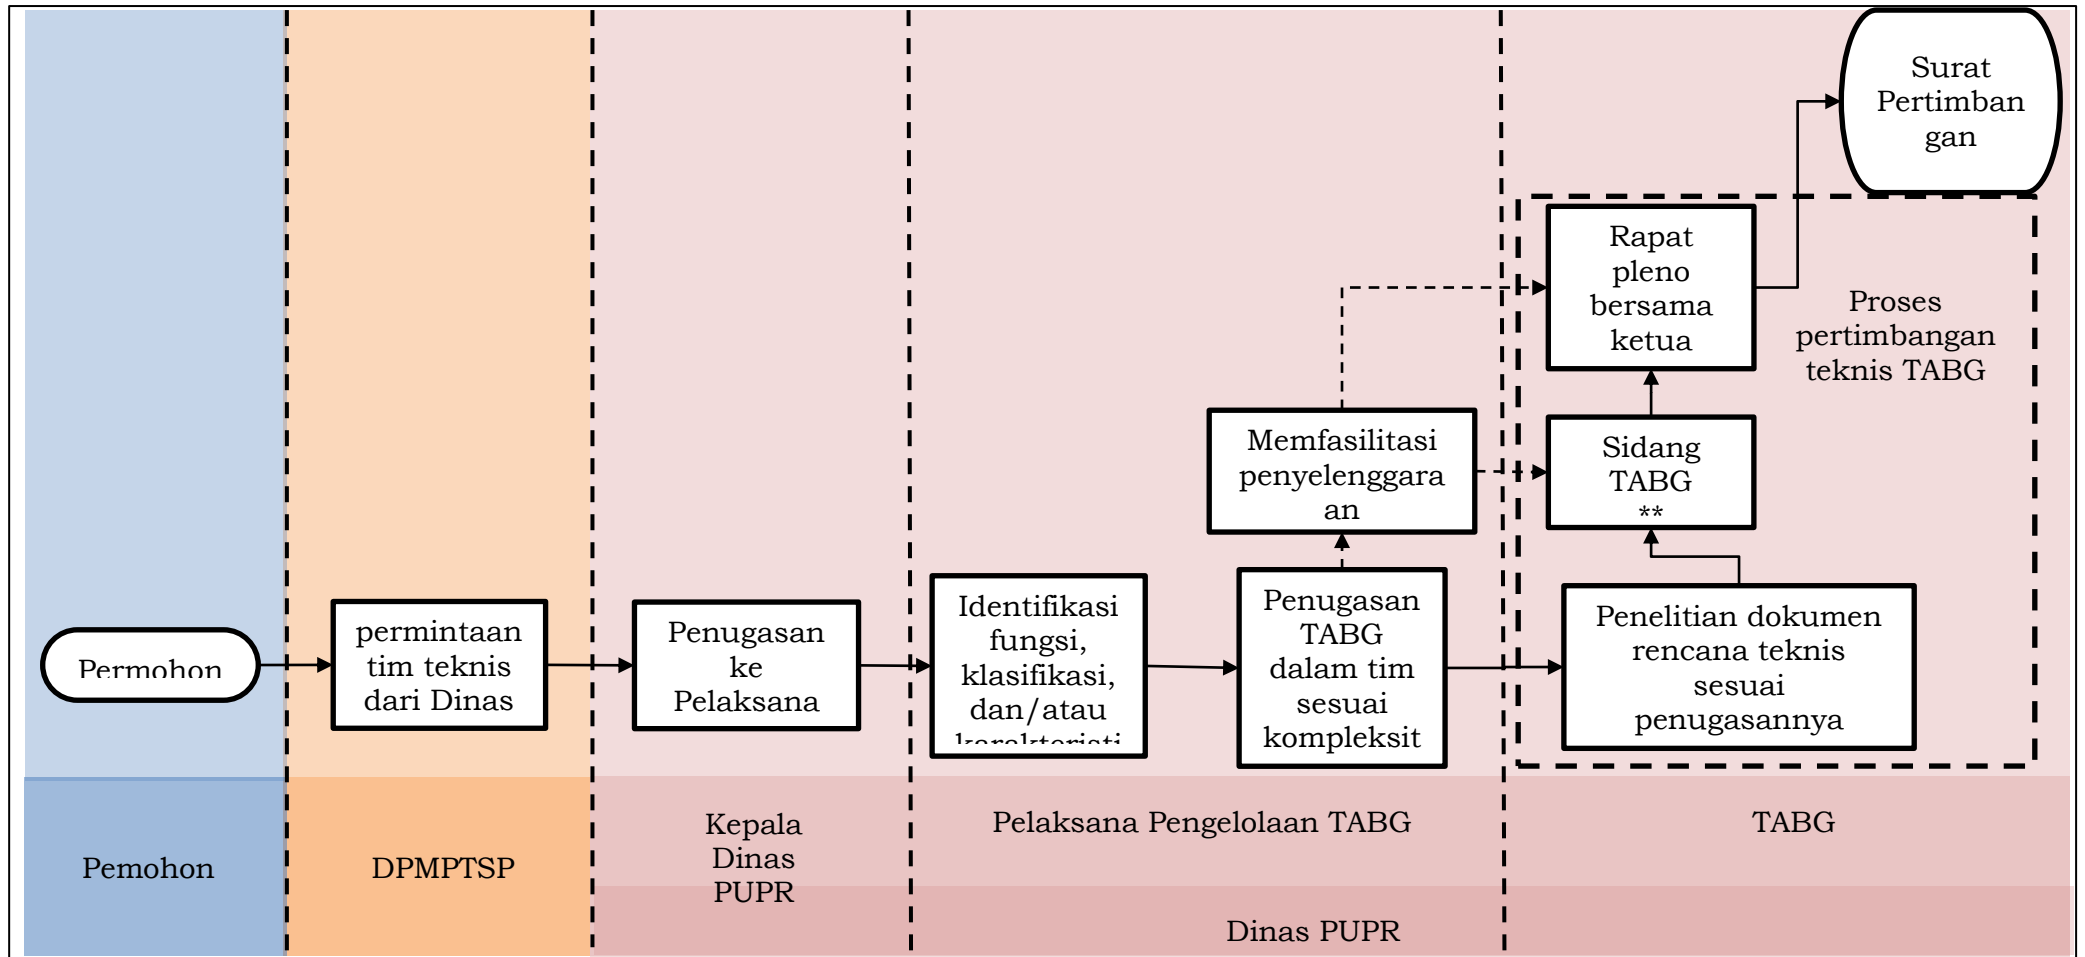 Surat
Pertimban
gan
Rapat
pleno
bersama
ketua
Proses
pertimbangan
teknis TABG
Memfasilitasi
penyelenggara
an
Sidang
TABG
**
Permohon
permintaan
tim teknis
dari Dinas
Penugasan
ke
Pelaksana
Identifikasi
fungsi,
klasifikasi,
dan/atau
karakteristi
Penugasan
TABG
dalam tim
sesuai
kompleksit
Penelitian dokumen
rencana teknis
sesuai
penugasannya
Pemohon
DPMPTSP
Kepala
Dinas
PUPR
Pelaksana Pengelolaan TABG
TABG
Dinas PUPR